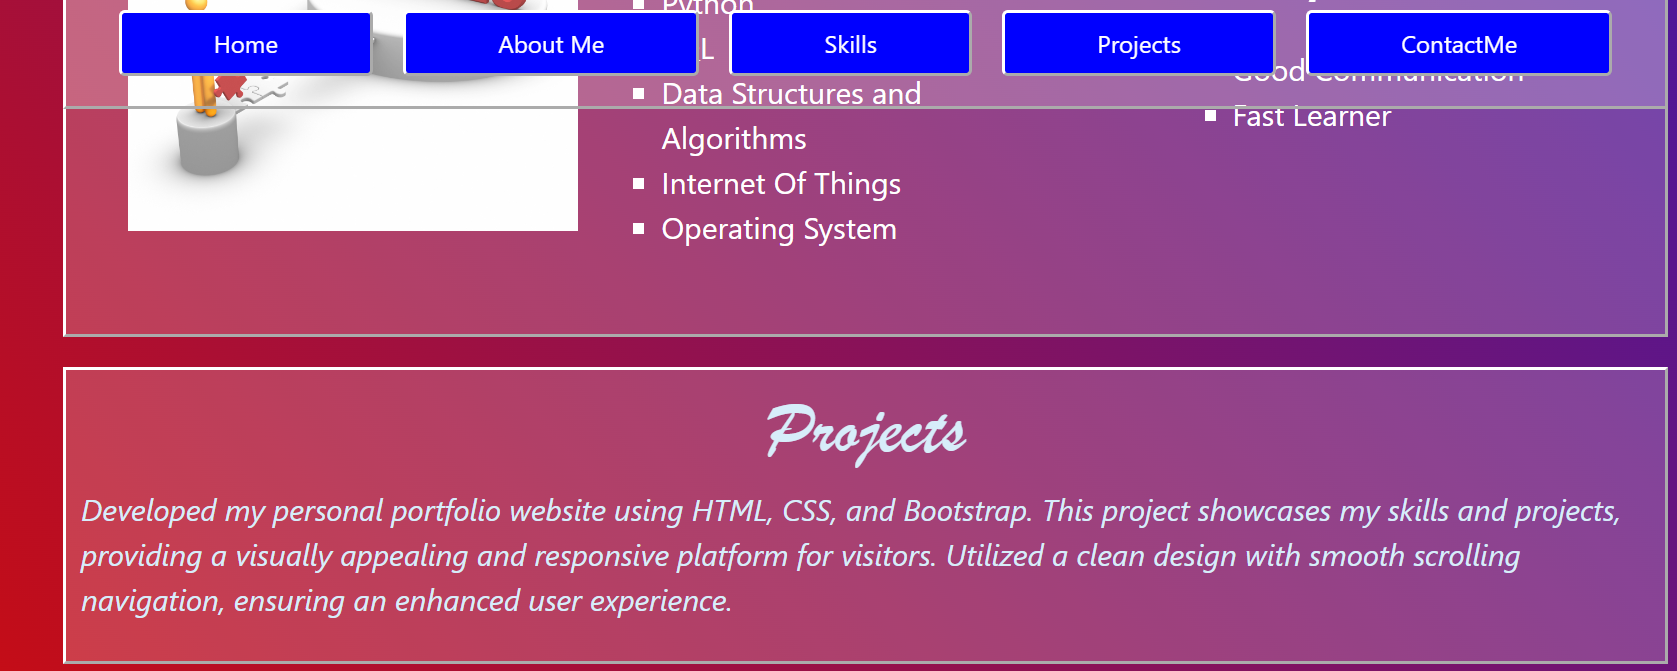 Python
Home
About Me
Skills
Projects
ContactMe
L
Good Communication
Data Structures and
Algorithms
Fast Learner
Internet Of Things
Operating System
Projects
Developed my personal portfolio website using HTML, CSS, and Bootstrap. This project showcases my skills and projects,
providing a visually appealing and responsive platform for visitors. Utilized a clean design with smooth scrolling
navigation, ensuring an enhanced user experience.